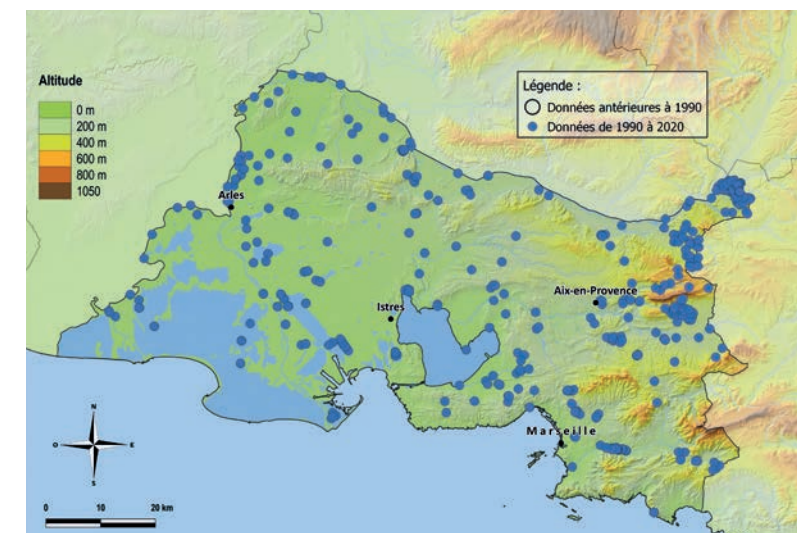 Altitude
0 m
200 m
400 m
600 m
800 m
1050
Légende :
Données antérieures à 1990
Données de 1990 à 2020
Arles
Istres
Aix-en-Provence
Marseille
N
O
E
S
0 10 20 km